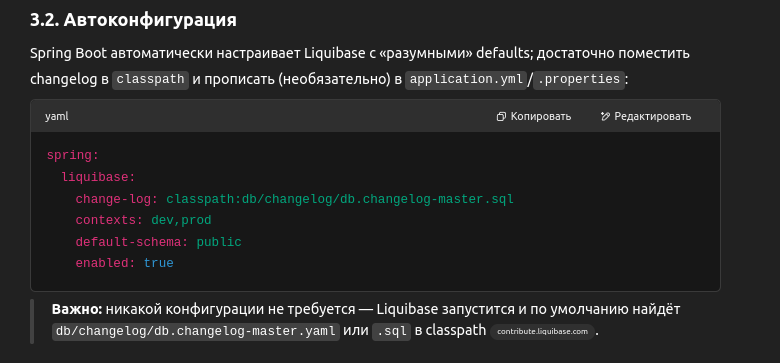 3.2. Автоконфигурация
Spring Boot автоматически настраивает Liquibase с «разумными» defaults; достаточно поместить
changelog в classpath и прописать (необязательно) в application.yml/.properties:
yaml Копировать Редактировать
spring:
  liquibase:
    change-log: classpath:db/changelog/db.changelog-master.sql
    contexts: dev,prod
    default-schema: public
    enabled: true
Важно: никакой конфигурации не требуется — Liquibase запустится и по умолчанию найдёт
db/changelog/db.changelog-master.yaml или .sql в classpath contribute.liquibase.com .